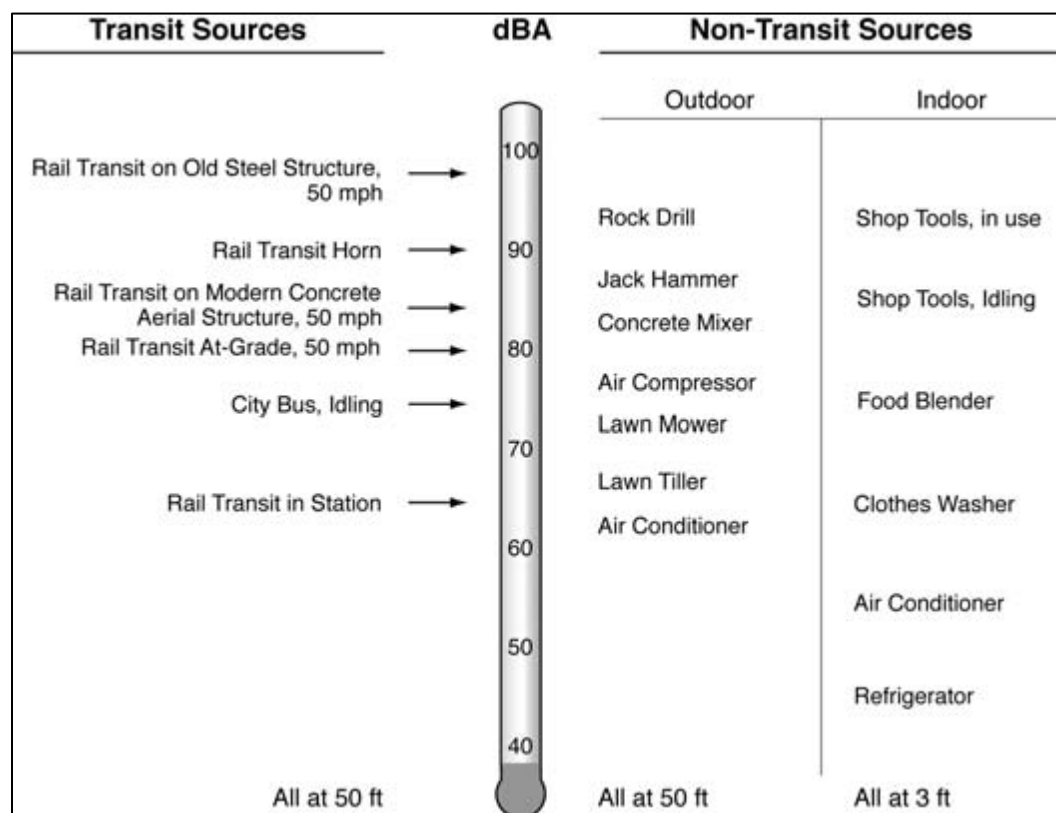 Transit Sources
dBA
Non-Transit Sources
Outdoor
Indoor
Rail Transit on Old Steel Structure,
50 mph
Rail Transit Horn
Rail Transit on Modern Concrete
Aerial Structure, 50 mph
Rail Transit At-Grade, 50 mph
City Bus, Idling
Rail Transit in Station
All at 50 ft
100
90
80
70
60
50
40
Rock Drill
Jack Hammer
Concrete Mixer
Air Compressor
Lawn Mower
Lawn Tiller
Air Conditioner
All at 50 ft
Shop Tools, in use
Shop Tools, Idling
Food Blender
Clothes Washer
Air Conditioner
Refrigerator
All at 3 ft